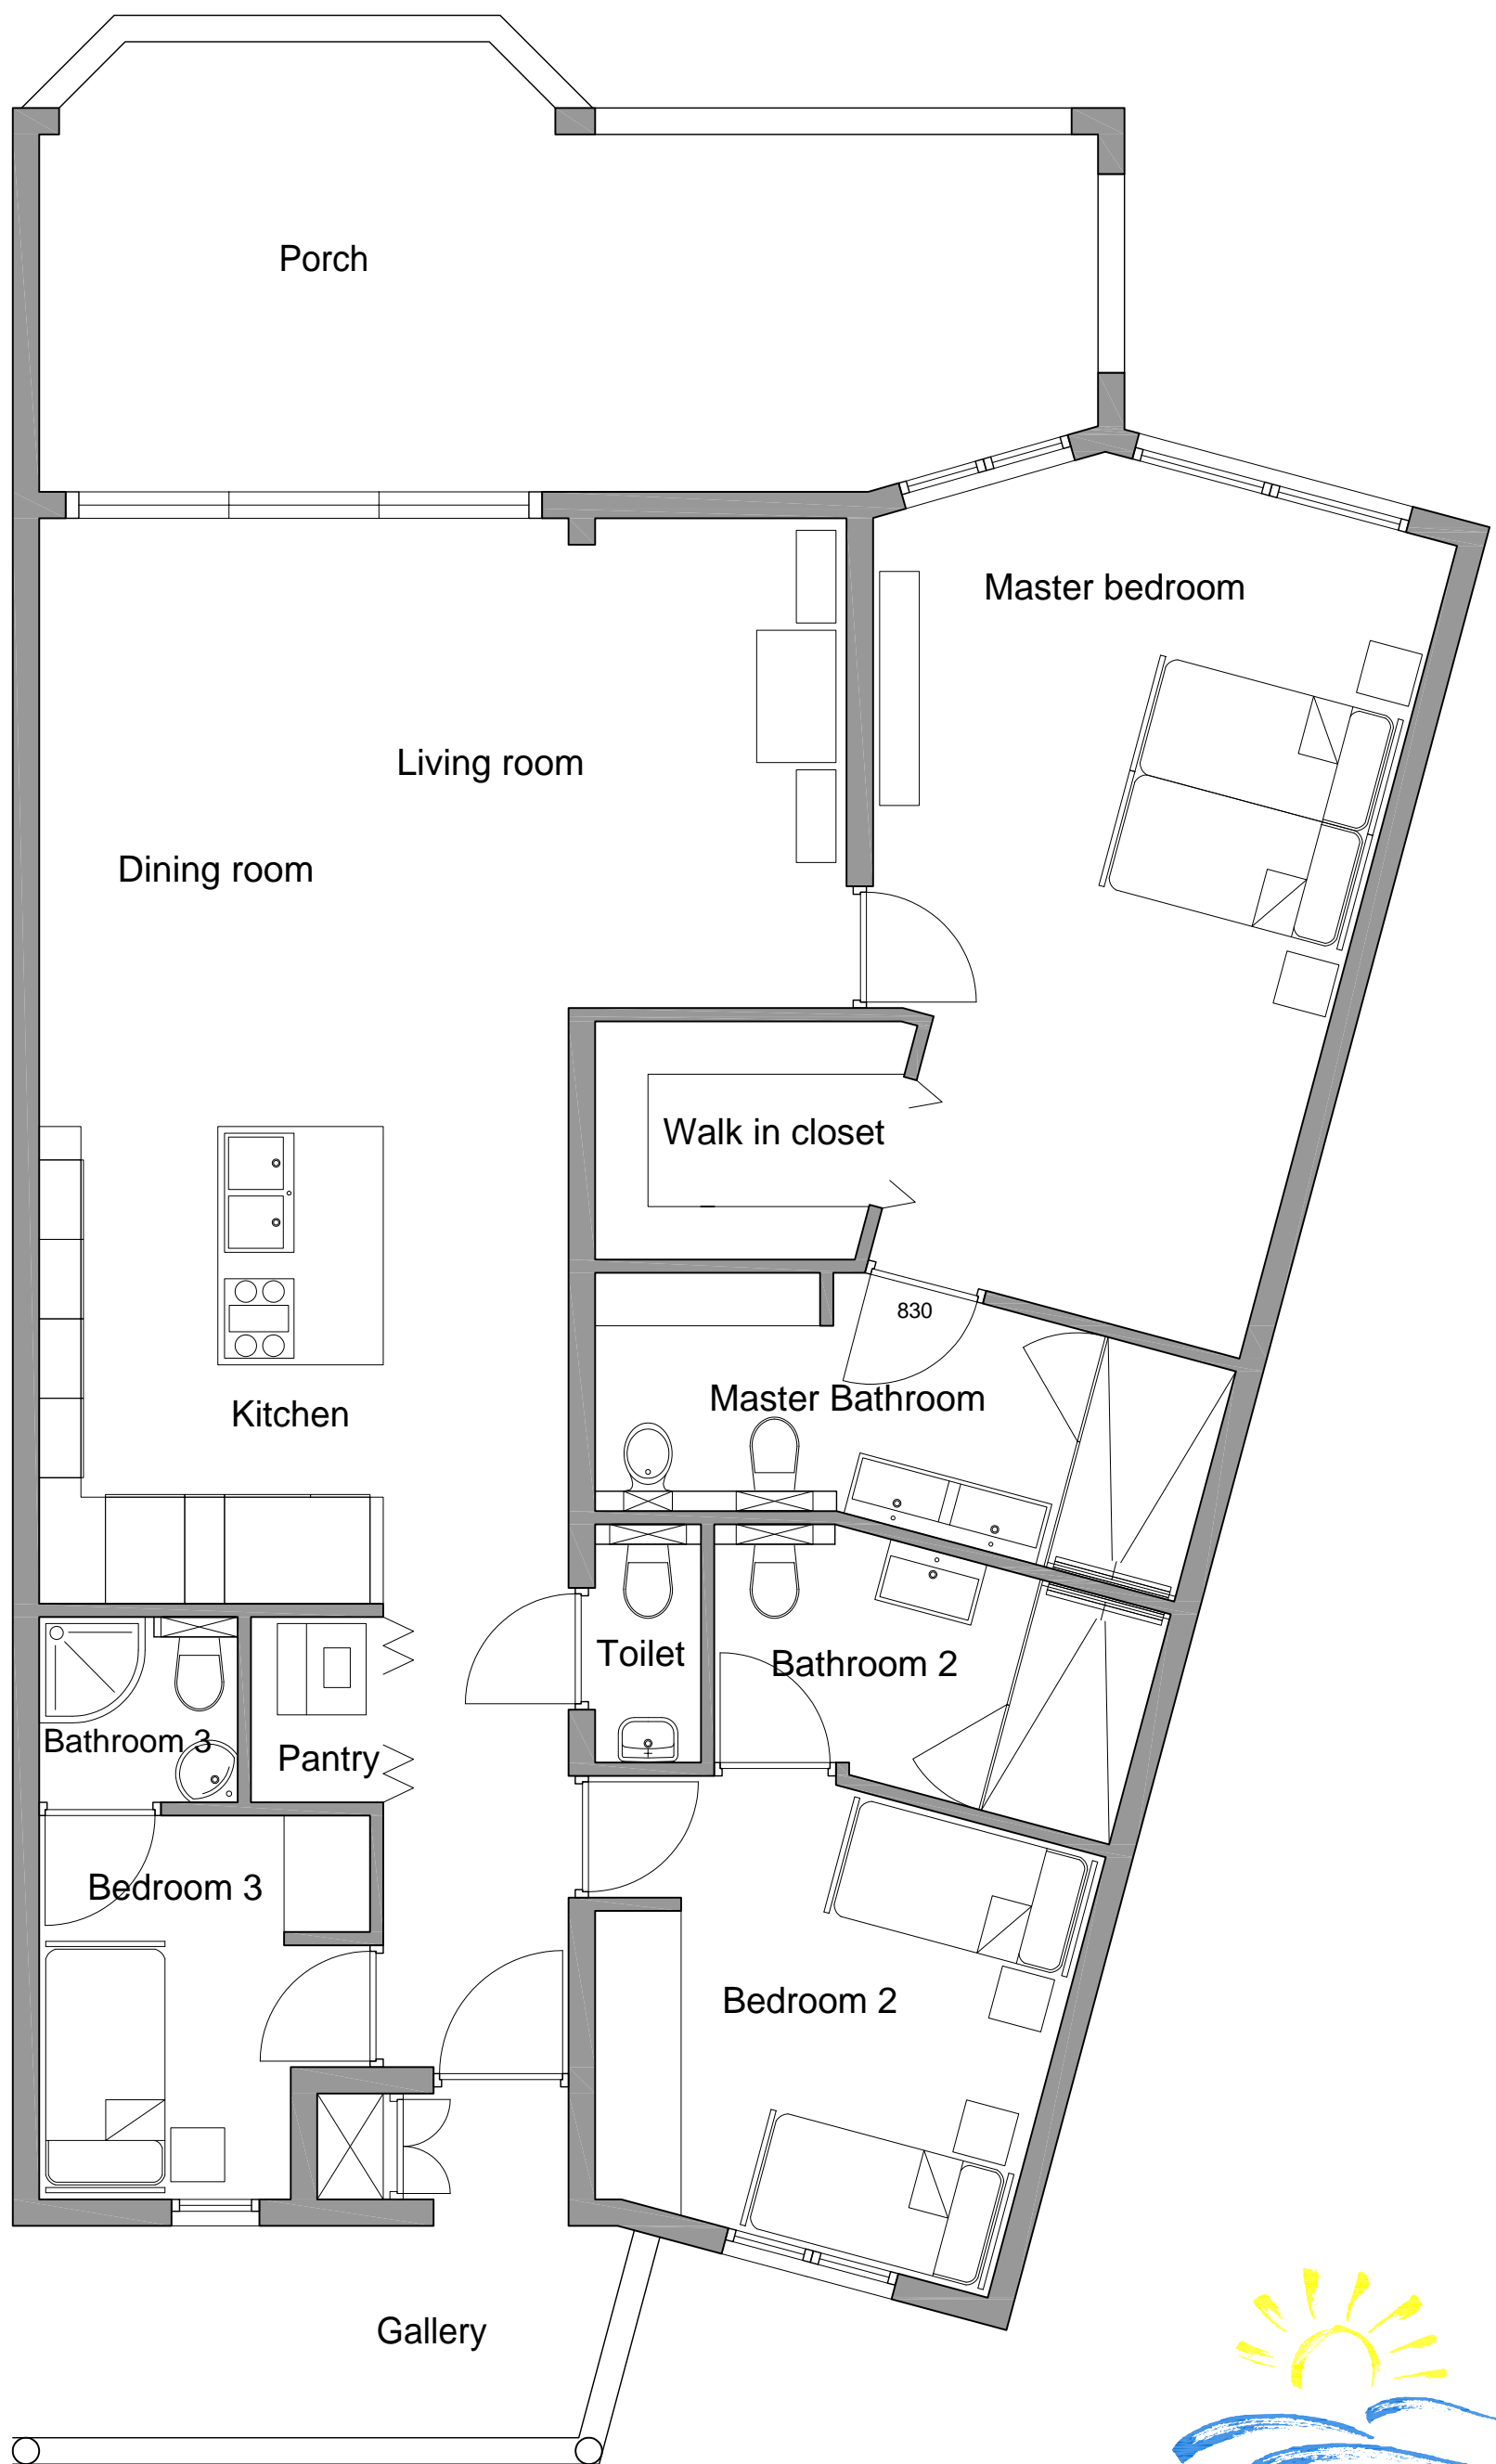 Porch
Master bedroom
Living room
Dining room
Walk in closet
830
Master Bathroom
Kitchen
Toilet
Bathroom 2
Bathroom 3
Pantry
Bedroom 3
Bedroom 2
Gallery